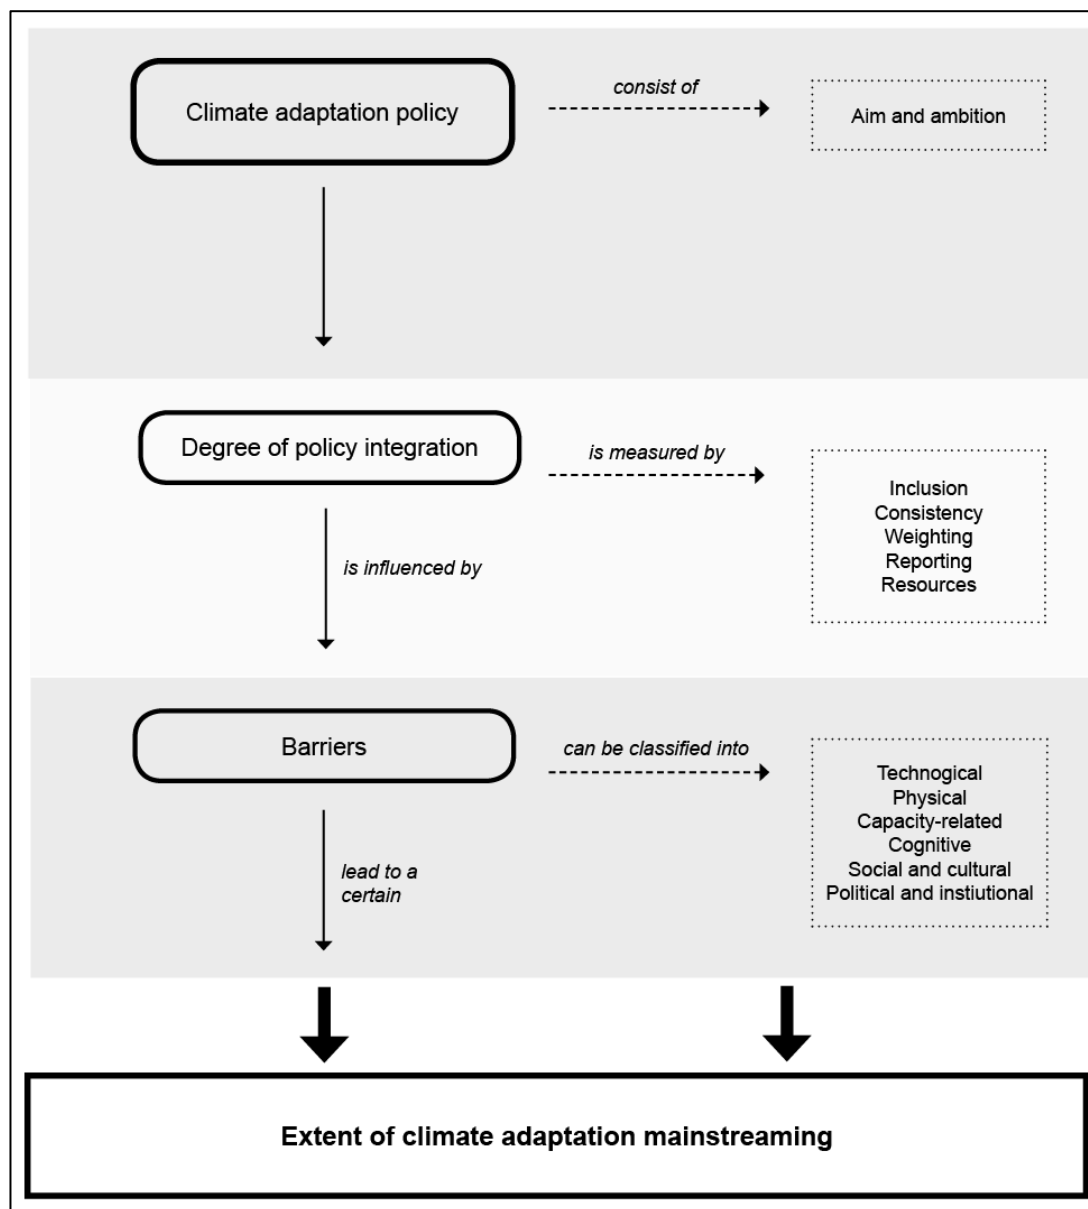 consist of
Climate adaptation policy
Aim and ambition
Degree of policy integration
is measured by
Inclusion
Consistency
Weighting
Reporting
Resources
is influenced by
Barriers
can be classified into
Technogical
Physical
Capacity-related
Cognitive
Social and cultural
Political and instiutional
lead to a
certain
Extent of climate adaptation mainstreaming